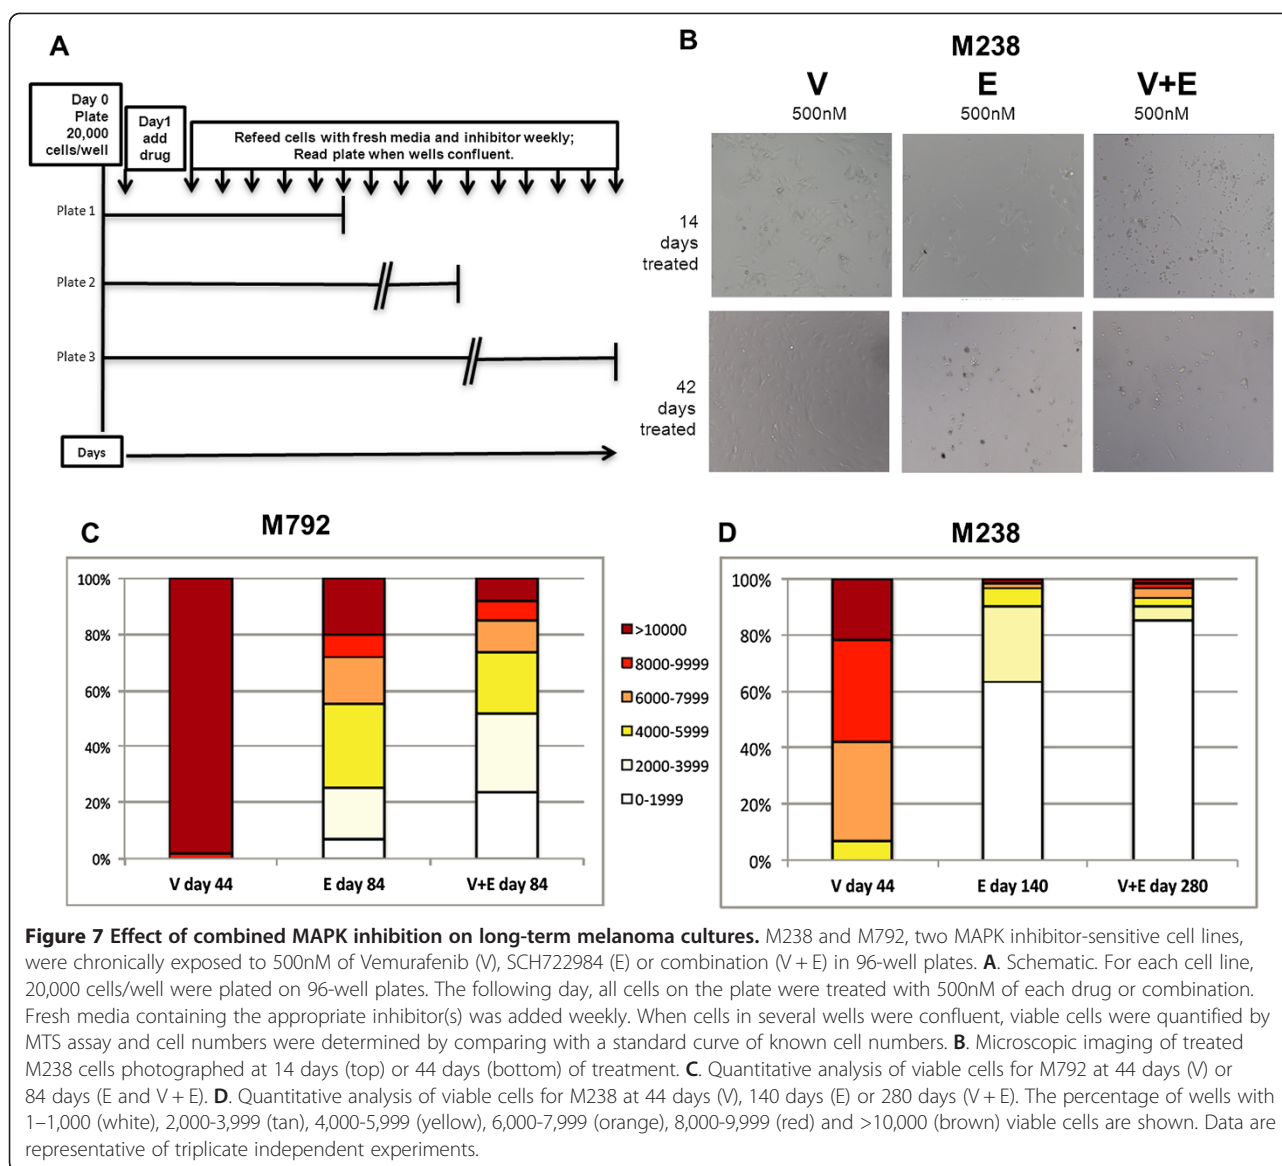 A
Day 0
Plate
20,000
cells/well
Day1
add
drug
Refeed cells with fresh media and inhibitor weekly;
Read plate when wells confluent.
Plate 1
Plate 2
Plate 3
Days
B
M238
V
E
V+E
500nM
500nM
500nM
14
days
treated
42
days
treated
C
M792
100%
80%
60%
40%
20%
0%
V day 44
E day 84
V+E day 84
>10000
8000-9999
6000-7999
4000-5999
2000-3999
0-1999
D
M238
100%
80%
60%
40%
20%
0%
V day 44
E day 140
V+E day 280
Figure 7 Effect of combined MAPK inhibition on long-term melanoma cultures. M238 and M792, two MAPK inhibitor-sensitive cell lines,
were chronically exposed to 500nM of Vemurafenib (V), SCH722984 (E) or combination (V + E) in 96-well plates. A. Schematic. For each cell line,
20,000 cells/well were plated on 96-well plates. The following day, all cells on the plate were treated with 500nM of each drug or combination.
Fresh media containing the appropriate inhibitor(s) was added weekly. When cells in several wells were confluent, viable cells were quantified by
MTS assay and cell numbers were determined by comparing with a standard curve of known cell numbers. B. Microscopic imaging of treated
M238 cells photographed at 14 days (top) or 44 days (bottom) of treatment. C. Quantitative analysis of viable cells for M792 at 44 days (V) or
84 days (E and V + E). D. Quantitative analysis of viable cells for M238 at 44 days (V), 140 days (E) or 280 days (V + E). The percentage of wells with
1–1,000 (white), 2,000-3,999 (tan), 4,000-5,999 (yellow), 6,000-7,999 (orange), 8,000-9,999 (red) and >10,000 (brown) viable cells are shown. Data are
representative of triplicate independent experiments.